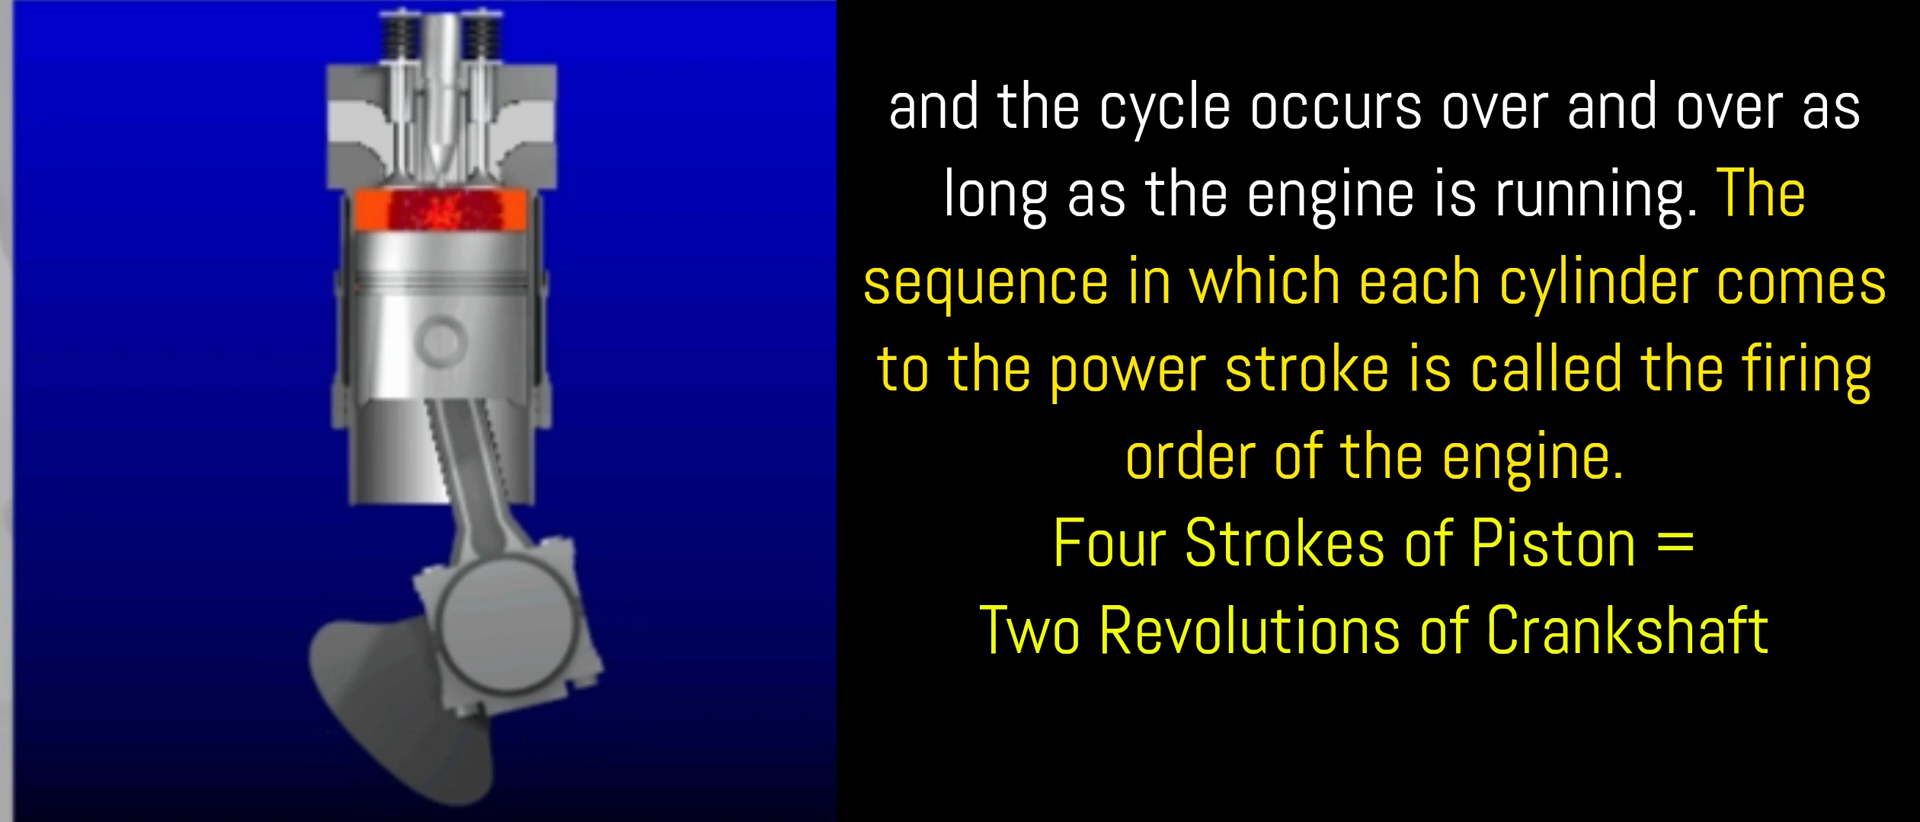 and the cycle occurs over and over as
long as the engine is running. The
sequence in which each cylinder comes
to the power stroke is called the firing
order of the engine.
Four Strokes of Piston =
Two Revolutions of Crankshaft